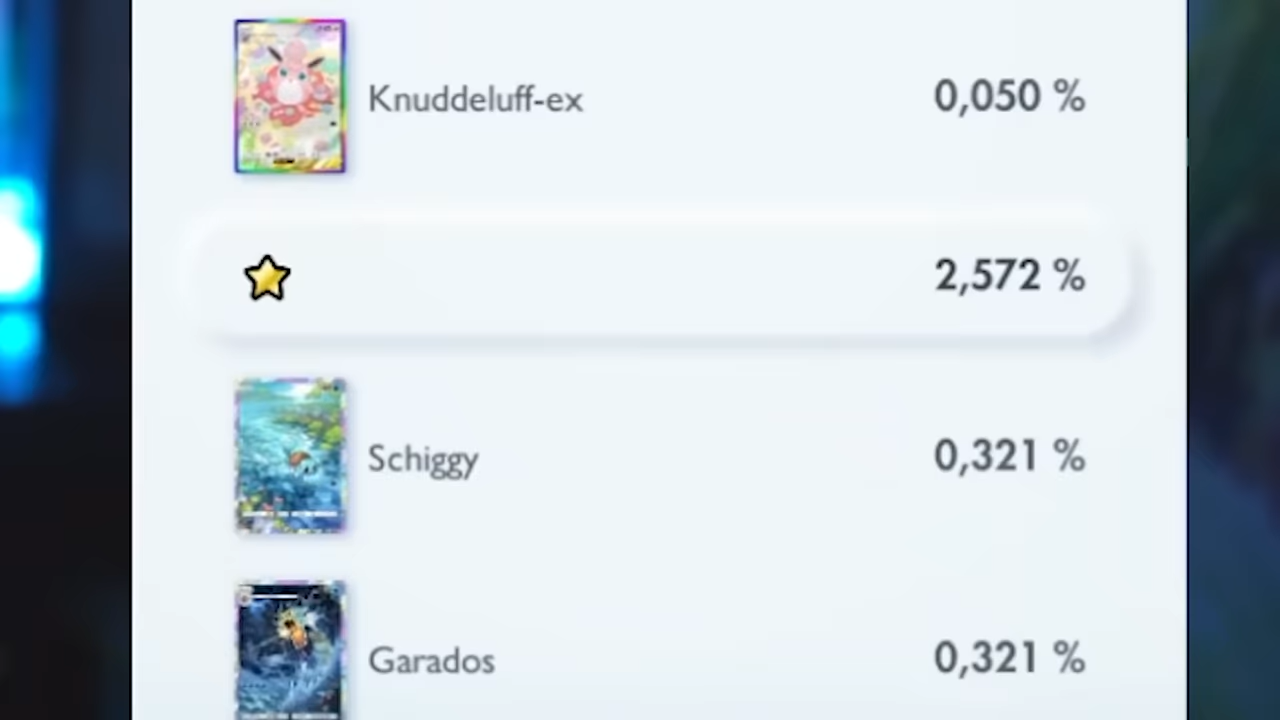 Knuddeluff-ex 0,050 %
2,572 %
Schiggy 0,321 %
Garados 0,321 %